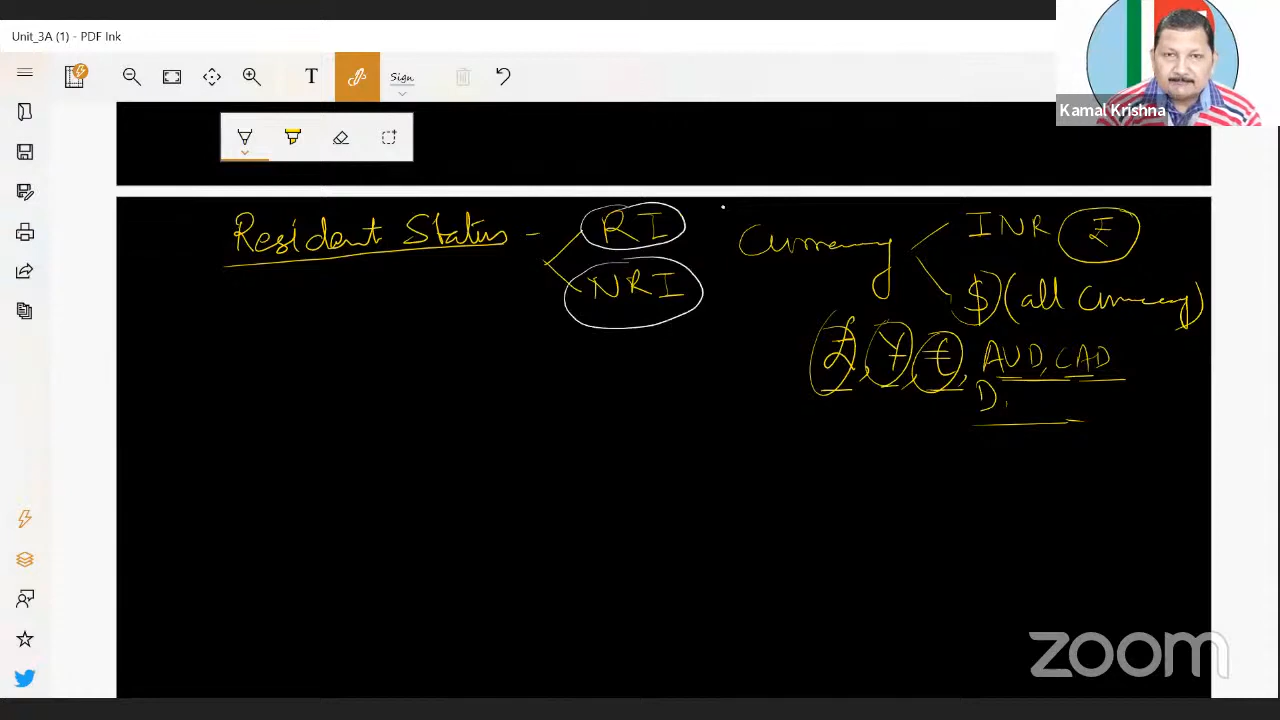 Unit_3A (1) - PDF Ink
T
Sign
Kamal Krishna
Resident Status - RI
NRI
Currency
INR ₹
$ (all Currency)
£, ¥, €, AUD, CAD
D.
zoom